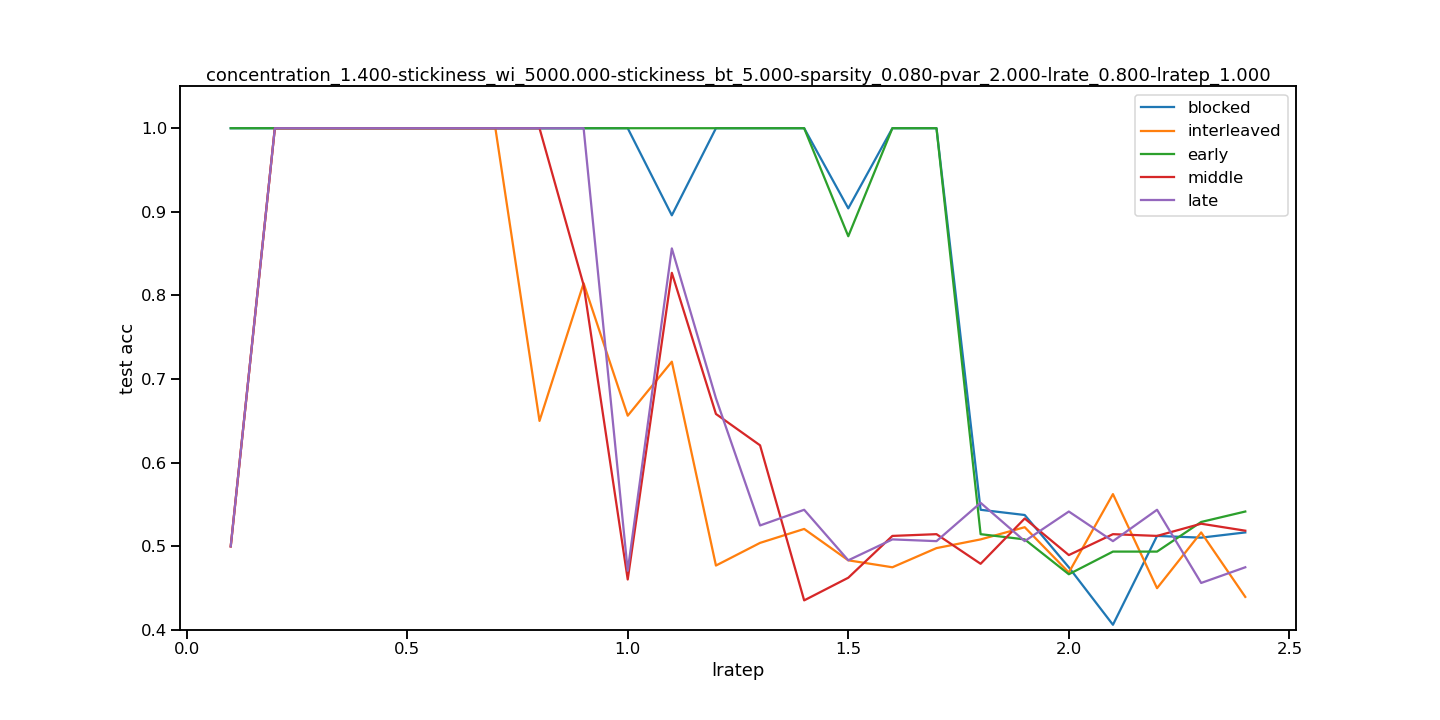 concentration_1.400-stickiness_wi_5000.000-stickiness_bt_5.000-sparsity_0.080-pvar_2.000-lrate_0.800-lratep_1.000
blocked
interleaved
early
middle
late
1.0
0.9
0.8
0.7
0.6
0.5
0.4
test acc
0.0 0.5 1.0 1.5 2.0 2.5
lratep